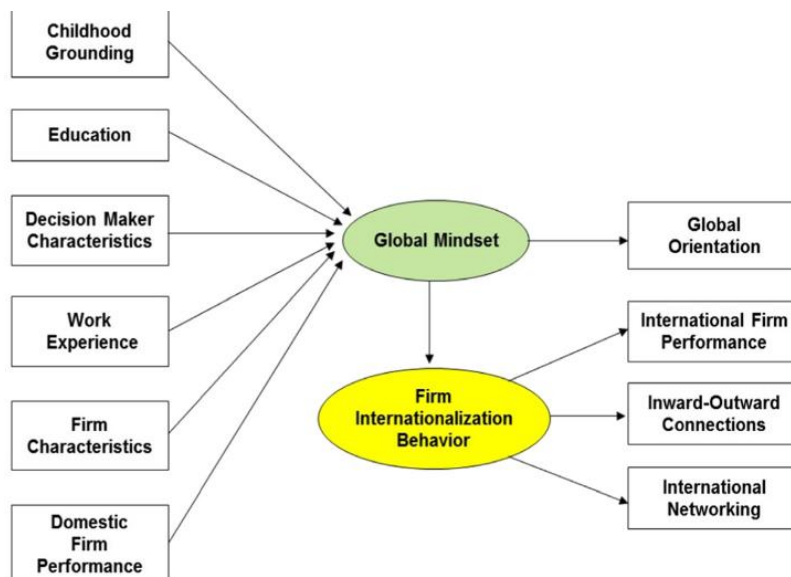 Childhood
Grounding
Education
Decision Maker
Characteristics
Work
Experience
Firm
Characteristics
Domestic
Firm
Performance
Global Mindset
Firm
Internationalization
Behavior
Global
Orientation
International Firm
Performance
Inward-Outward
Connections
International
Networking